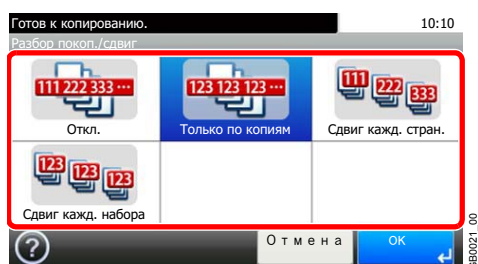 Готов к копированию. 10:10
Разбор покоп./сдвиг
111 222 333 ...
123 123 123 ...
111 222 333
Откл.
Только по копиям
Сдвиг кажд. стран.
123 123 123
Сдвиг кажд. набора
?
Отмена
OK
GB0021_00